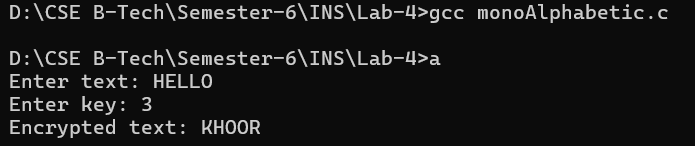 D:\CSE B-Tech\Semester-6\INS\Lab-4>gcc monoAlphabetic.c
D:\CSE B-Tech\Semester-6\INS\Lab-4>a
Enter text: HELLO
Enter key: 3
Encrypted text: KHOOR